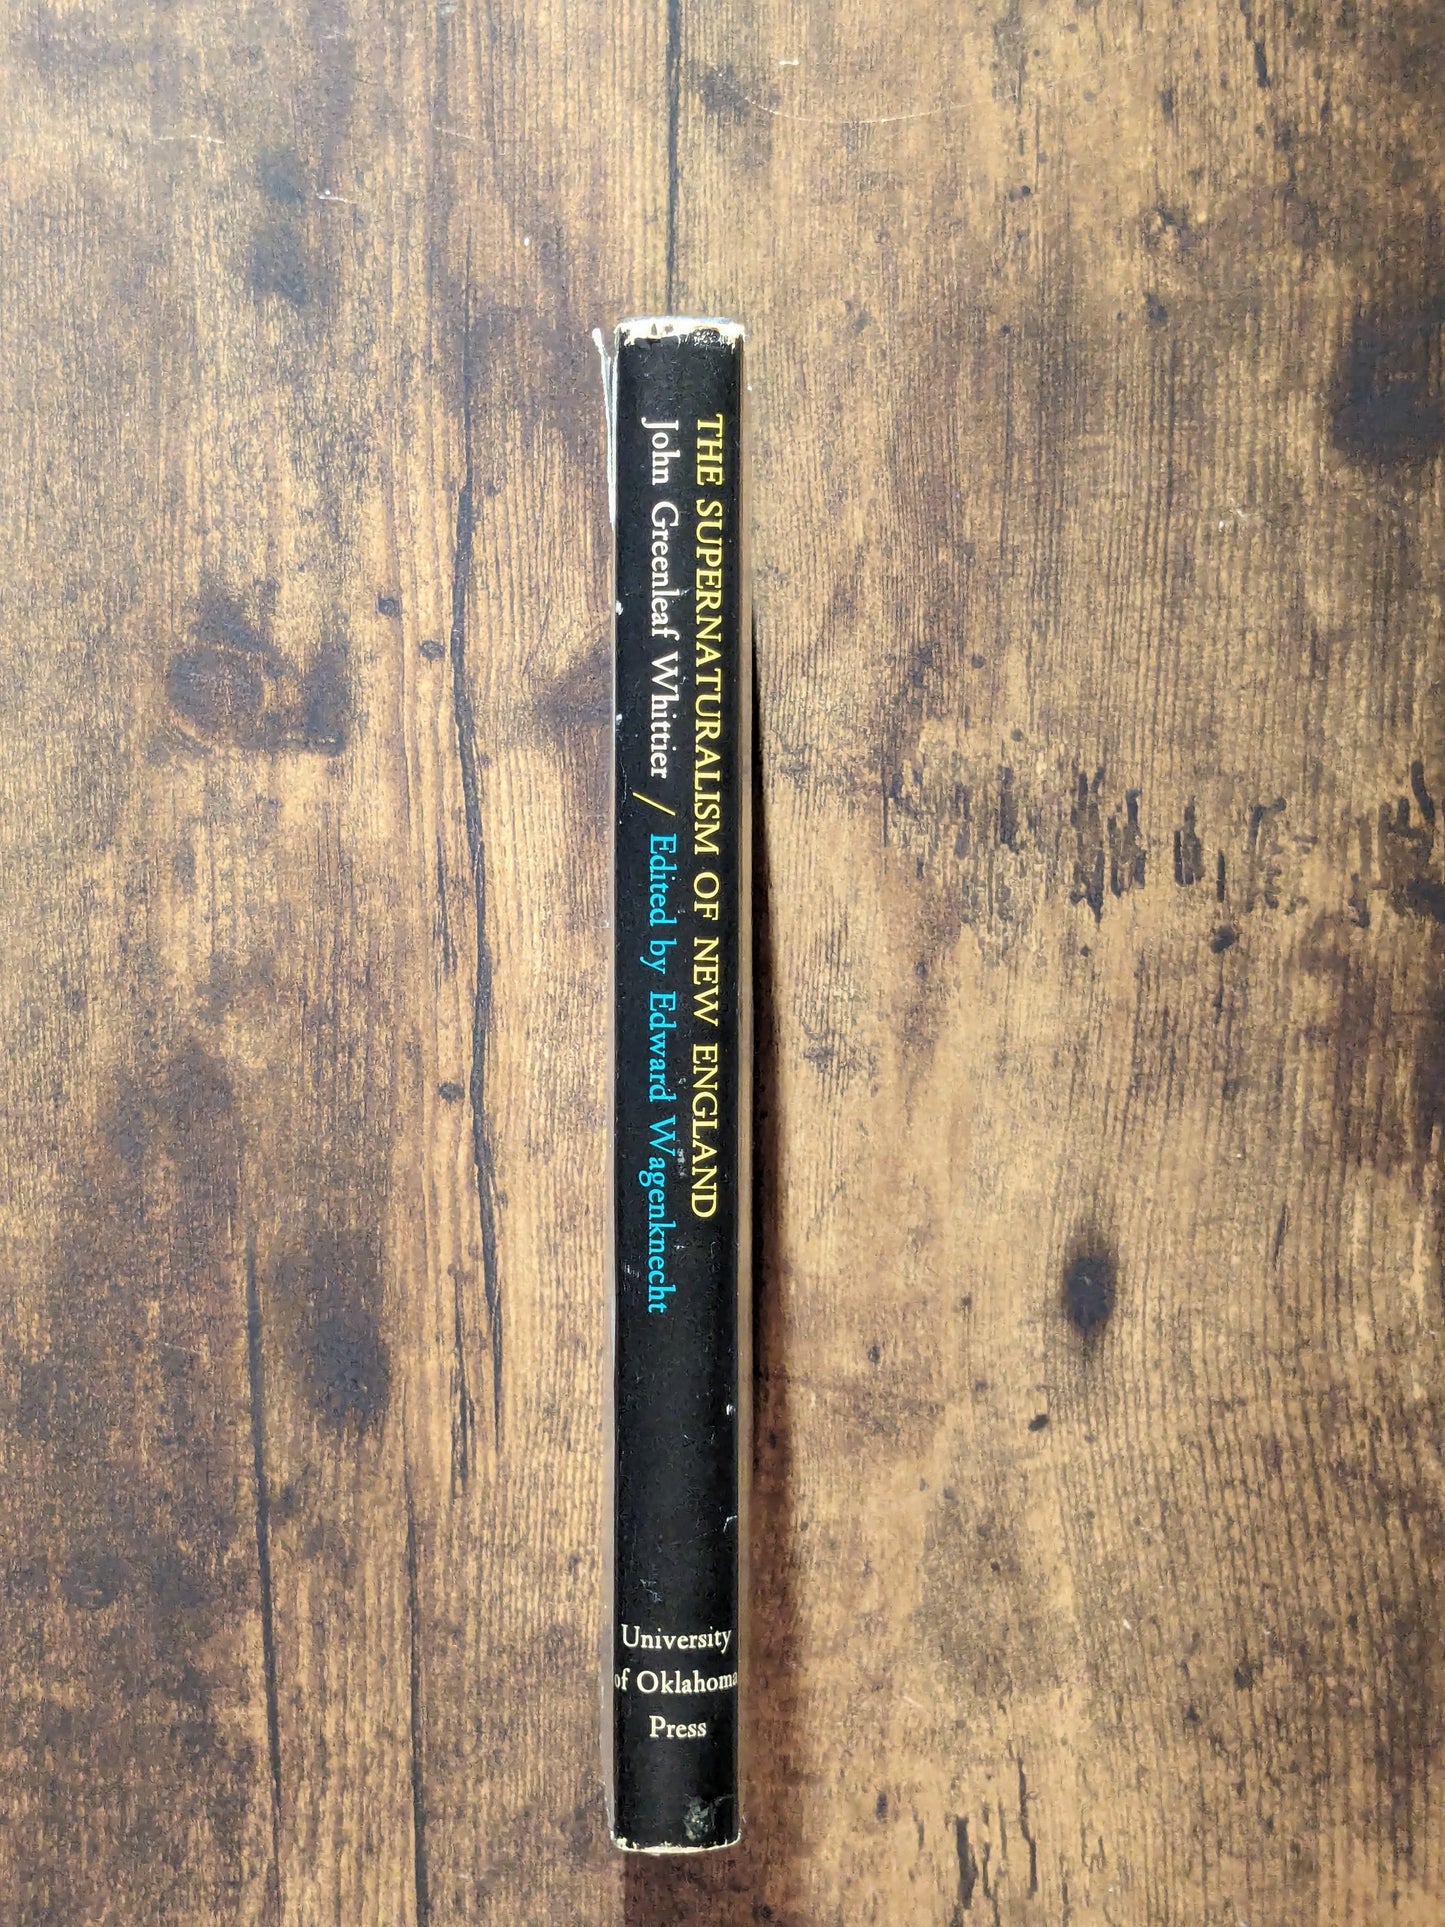 THE SUPERNATURALISM OF NEW ENGLAND
John Greenleaf Whittier / Edited by Edward Wagenknecht
University
of Oklahoma
Press